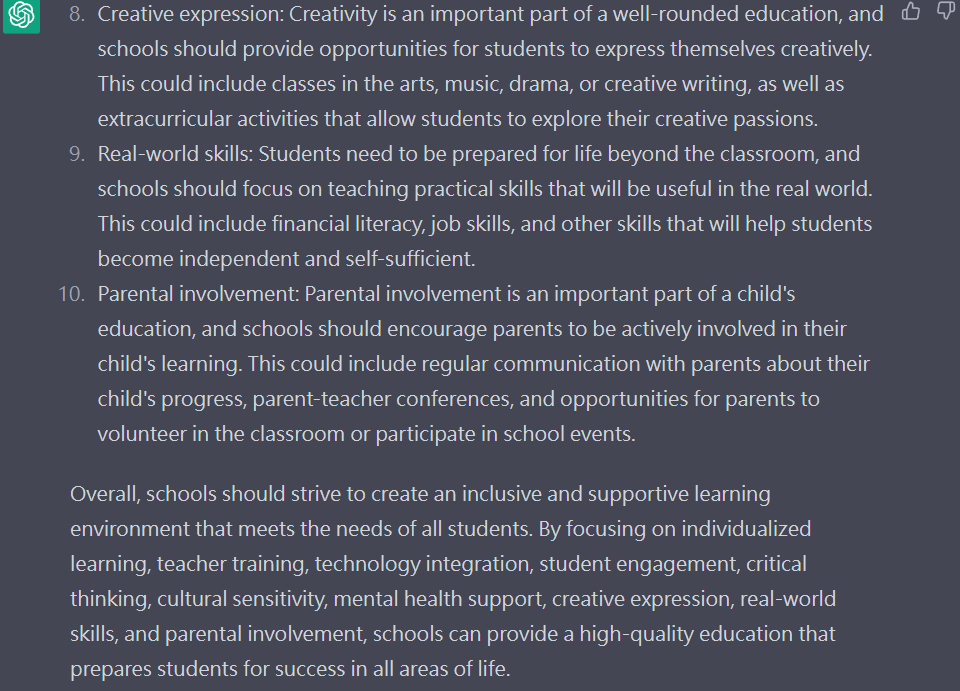 8. Creative expression: Creativity is an important part of a well-rounded education, and
schools should provide opportunities for students to express themselves creatively.
This could include classes in the arts, music, drama, or creative writing, as well as
extracurricular activities that allow students to explore their creative passions.
9. Real-world skills: Students need to be prepared for life beyond the classroom, and
schools should focus on teaching practical skills that will be useful in the real world.
This could include financial literacy, job skills, and other skills that will help students
become independent and self-sufficient.
10. Parental involvement: Parental involvement is an important part of a child's
education, and schools should encourage parents to be actively involved in their
child's learning. This could include regular communication with parents about their
child's progress, parent-teacher conferences, and opportunities for parents to
volunteer in the classroom or participate in school events.
Overall, schools should strive to create an inclusive and supportive learning
environment that meets the needs of all students. By focusing on individualized
learning, teacher training, technology integration, student engagement, critical
thinking, cultural sensitivity, mental health support, creative expression, real-world
skills, and parental involvement, schools can provide a high-quality education that
prepares students for success in all areas of life.